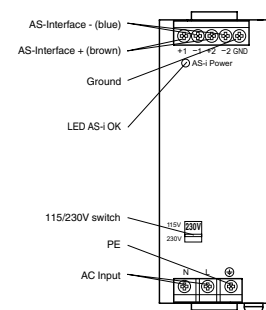 AS-Interface - (blue)
AS-Interface + (brown)
+1 −1 +2 −2 GND
AS-i Power
Ground
LED AS-i OK
115/230V switch
115V
230V
230V
PE
N L
AC Input